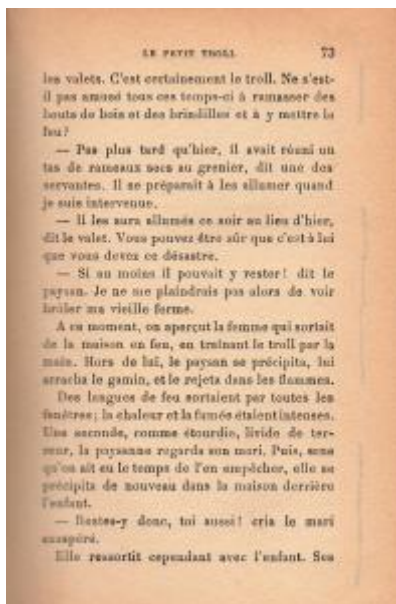 LE PETIT TROLL 73
les valets. C'est certainement le troll. Ne s'est-
il pas amusé tous ces temps-ci à ramasser des
bouts de bois et des brindilles et à y mettre le
feu?
— Pas plus tard qu'hier, il avait réuni un
tas de rameaux secs au grenier, dit une des
servantes. Il se préparait à les allumer quand
je suis intervenue.
— Il les aura allumés ce soir au lieu d'hier,
dit le valet. Vous pouvez être sûr que c'est à lui
que vous devez ce désastre.
— Si au moins il pouvait y rester! dit le
paysan. Je ne me plaindrais pas alors de voir
brûler ma vieille ferme.
A ce moment, on aperçut la femme qui sortait
de la maison en feu, en traînant le troll par la
main. Hors de lui, le paysan se précipita, lui
arracha le gamin, et le rejeta dans les flammes.
Des langues de feu sortaient par toutes les
fenêtres; la chaleur et la fumée étaient intenses.
Une seconde, comme étourdie, livide de ter-
reur, la paysanne regarda son mari. Puis, sans
qu'on ait eu le temps de l'en empêcher, elle se
précipita de nouveau dans la maison derrière
l'enfant.
— Restes-y donc, toi aussi! cria le mari
exaspéré.
Elle ressortit cependant avec l'enfant. Ses